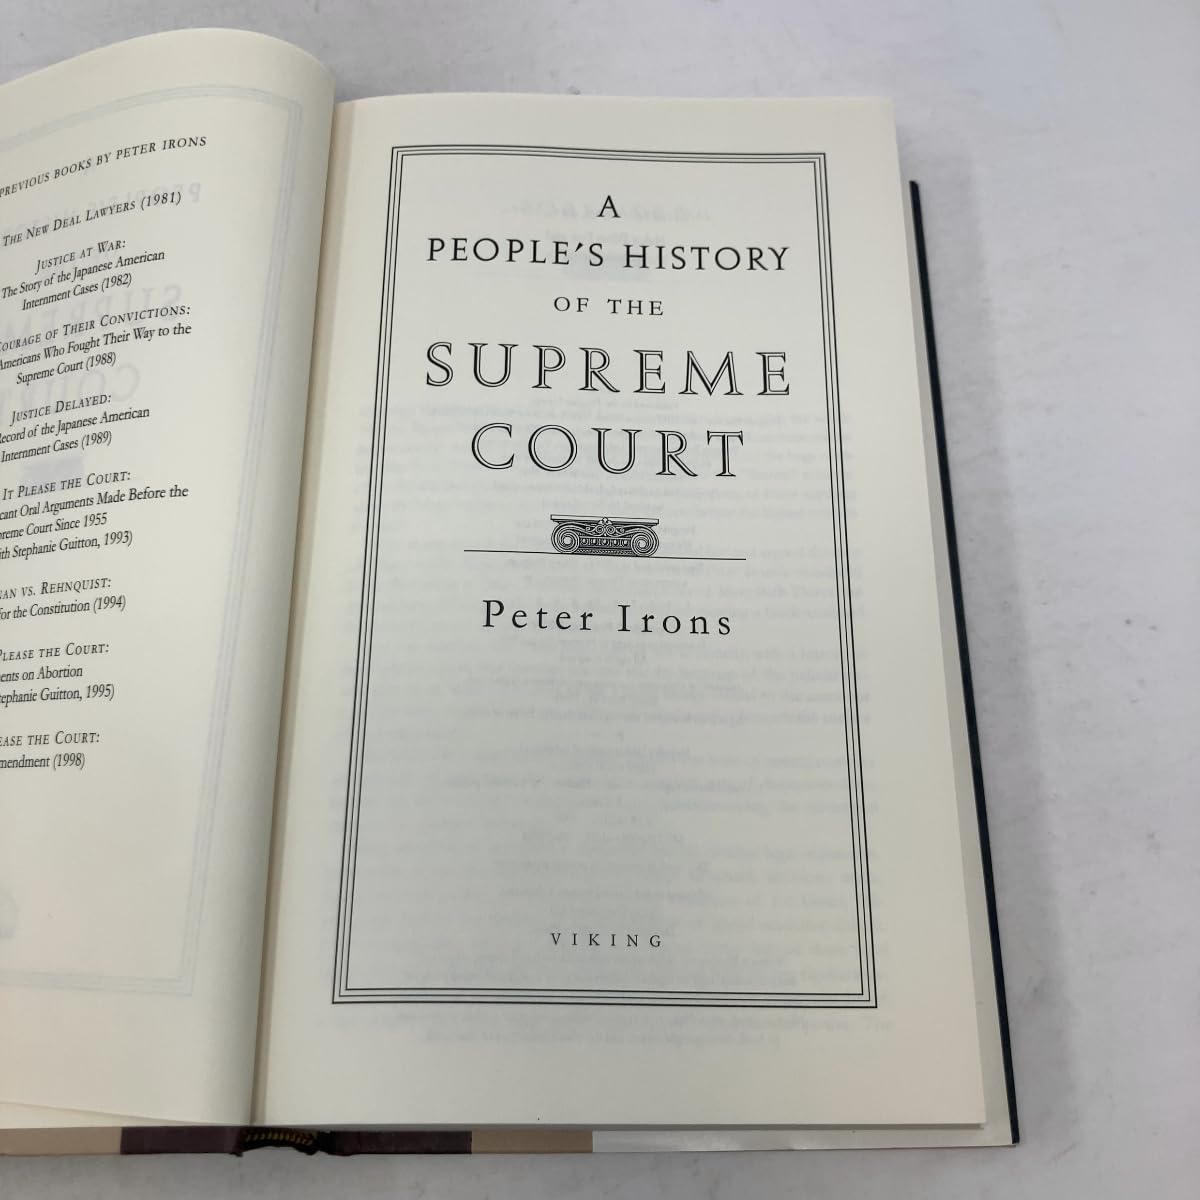 PREVIOUS BOOKS BY PETER IRONS
THE NEW DEAL LAWYERS (1981)
JUSTICE AT WAR:
The Story of the Japanese American
Internment Cases (1982)
COURAGE OF THEIR CONVICTIONS:
Americans Who Fought Their Way to the
Supreme Court (1988)
JUSTICE DELAYED:
Record of the Japanese American
Internment Cases (1989)
IT PLEASE THE COURT:
Oral Arguments Made Before the
Court Since 1955
Stephanie Guitton, 1993)
VS. REHNQUIST:
for the Constitution (1994)
PLEASE THE COURT:
on Abortion
Stephanie Guitton, 1995)
THE COURT:
(1998)
A
PEOPLE'S HISTORY
OF THE
SUPREME
COURT
Peter Irons
VIKING